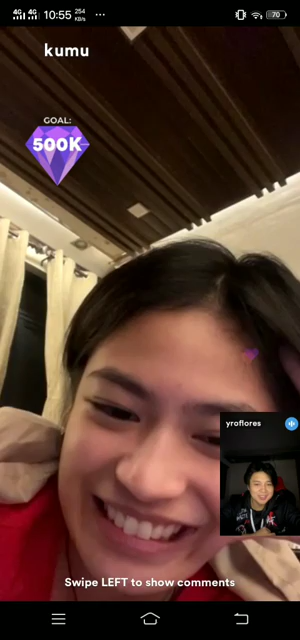 4G 4G 10:55 254 KB/s ... 70
kumu
GOAL:
500K
yroflores
Swipe LEFT to show comments